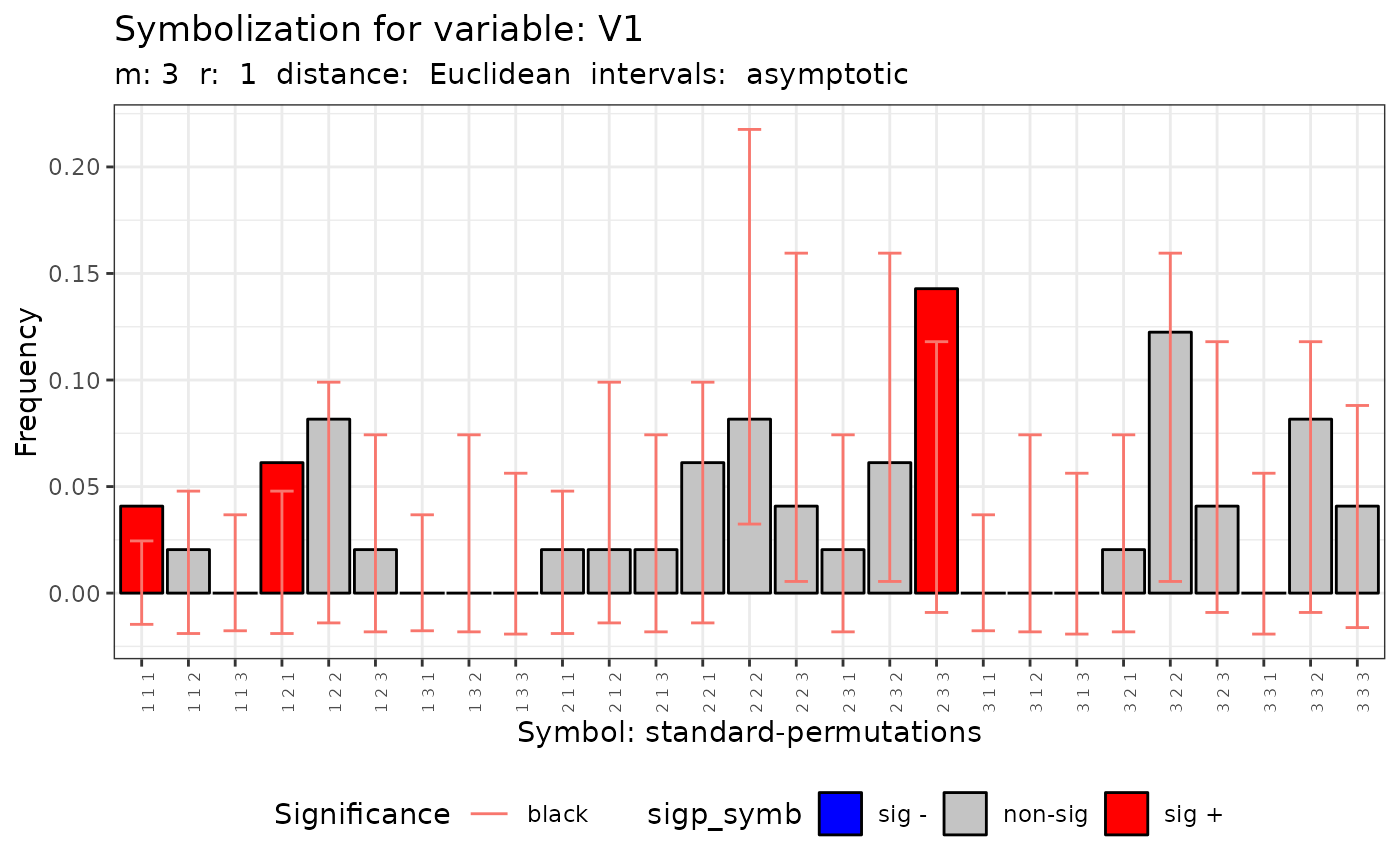 Symbolization for variable: V1
m: 3 r: 1 distance: Euclidean intervals: asymptotic
Frequency
0.20
0.15
0.10
0.05
0.00
1 1 1
1 1 2
1 1 3
1 2 1
1 2 2
1 2 3
1 3 1
1 3 2
1 3 3
2 1 1
2 1 2
2 1 3
2 2 1
2 2 2
2 2 3
2 3 1
2 3 2
2 3 3
3 1 1
3 1 2
3 1 3
3 2 1
3 2 2
3 2 3
3 3 1
3 3 2
3 3 3
Symbol: standard-permutations
Significance black sigp_symb sig - non-sig sig +